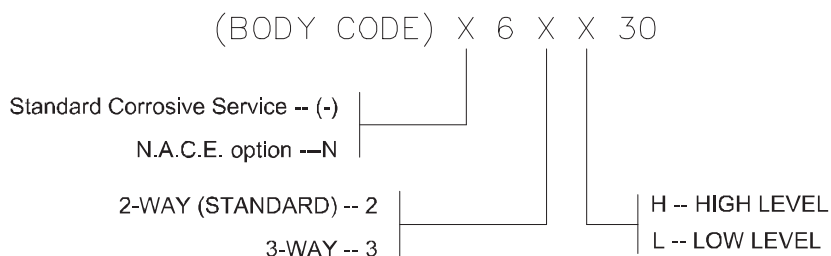 (BODY CODE) X 6 X X 30
Standard Corrosive Service -- (-)
N.A.C.E. option ---N
2-WAY (STANDARD) -- 2
3-WAY -- 3
H -- HIGH LEVEL
L -- LOW LEVEL